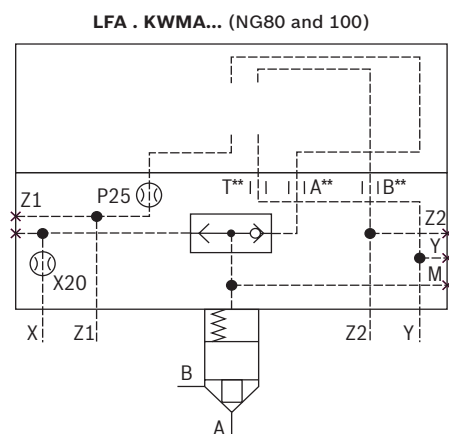 LFA . KWMA... (NG80 and 100)
P25 T** A** B**
Z1 Z2
Y
X20 M
X Z1 Z2 Y
B
A